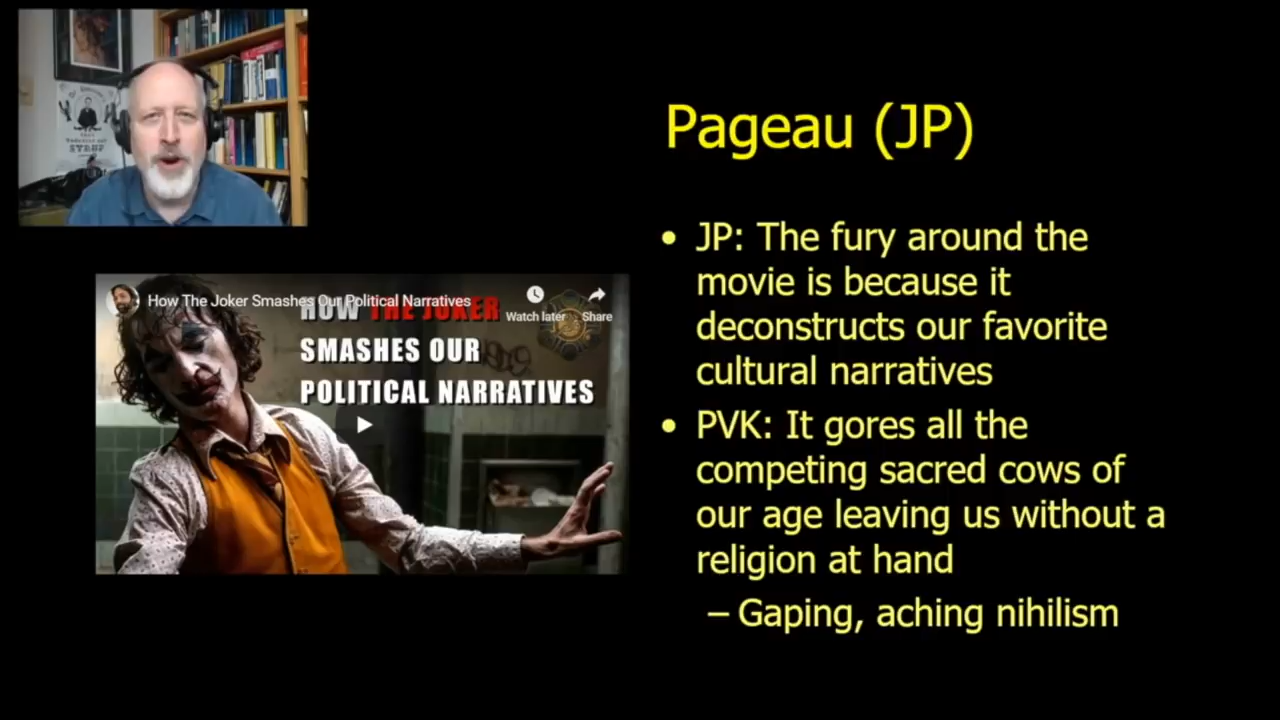 Pageau (JP)
• JP: The fury around the
movie is because it
deconstructs our favorite
cultural narratives
• PVK: It gores all the
competing sacred cows of
our age leaving us without a
religion at hand
– Gaping, aching nihilism
How The Joker Smashes Our Political Narratives
Watch later
Share
HOW THE JOKER
SMASHES OUR
POLITICAL NARRATIVES
SYRUP